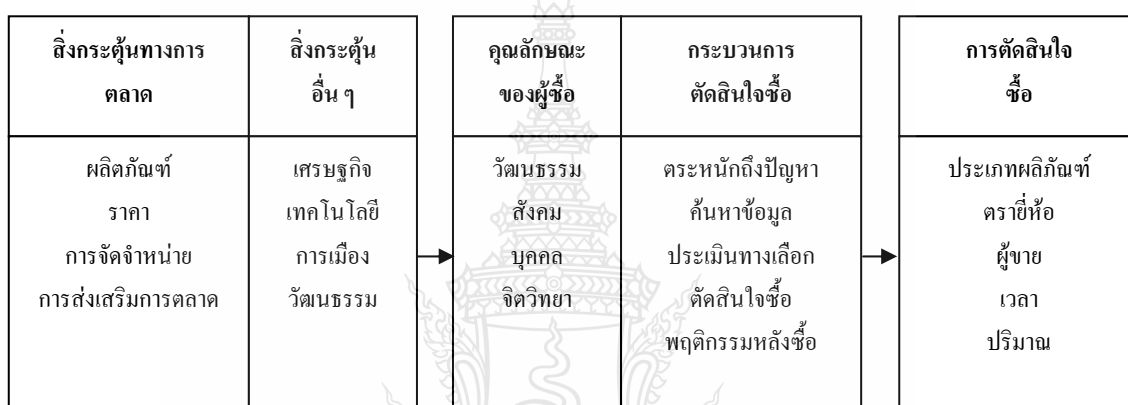 สิ่งกระตุ้นทางการ
ตลาด
สิ่งกระตุ้น
อื่น ๆ
คุณลักษณะ
ของผู้ซื้อ
กระบวนการ
ตัดสินใจซื้อ
การตัดสินใจ
ซื้อ
ผลิตภัณฑ์
ราคา
การจัดจำหน่าย
การส่งเสริมการตลาด
เศรษฐกิจ
เทคโนโลยี
การเมือง
วัฒนธรรม
วัฒนธรรม
สังคม
บุคคล
จิตวิทยา
ตระหนักถึงปัญหา
ค้นหาข้อมูล
ประเมินทางเลือก
ตัดสินใจซื้อ
พฤติกรรมหลังซื้อ
ประเภทผลิภัณฑ์
ตรายี่ห้อ
ผู้ขาย
เวลา
ปริมาณ